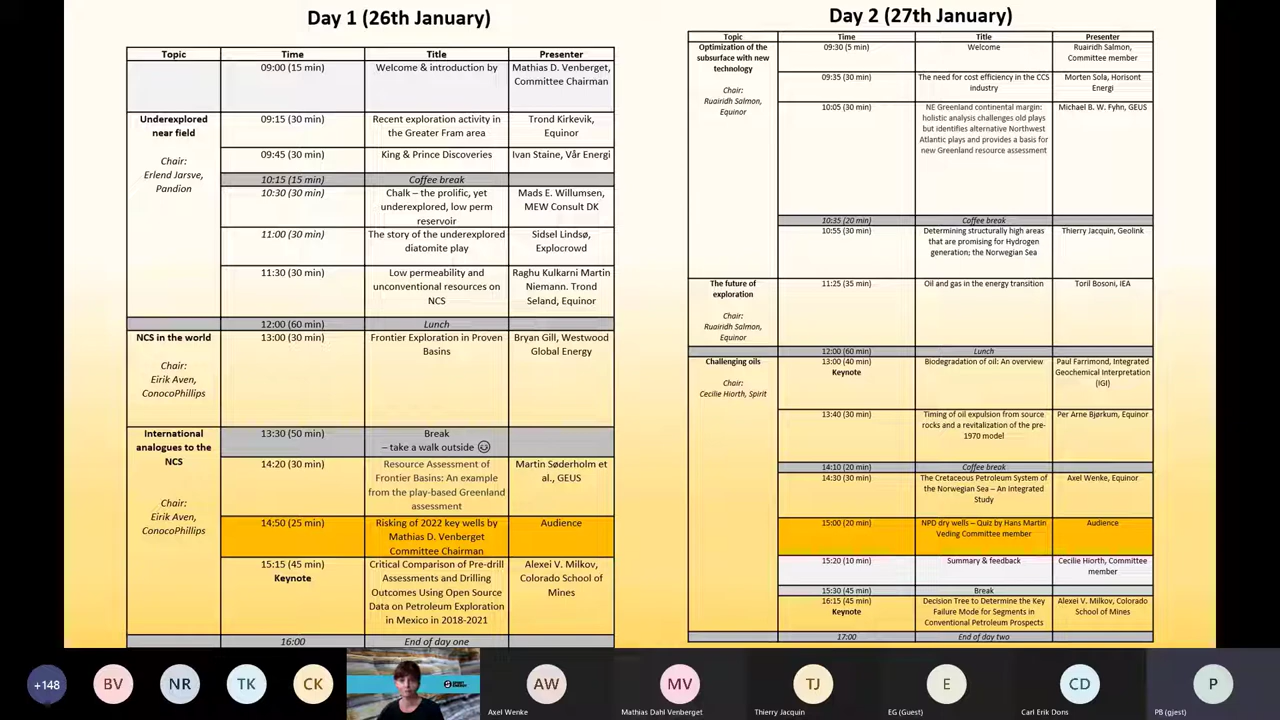 Day 1 (26th January)
Topic Time Title Presenter
09:00 (15 min) Welcome & introduction by Mathias D. Venberget,
Committee Chairman
Underexplored
near field
Chair:
Erlend Jarsve,
Pandion
09:15 (30 min) Recent exploration activity in Trond Kirkevik,
the Greater Fram area Equinor
09:45 (30 min) King & Prince Discoveries Ivan Staine, Vår Energi
10:15 (15 min) Coffee break
10:30 (30 min) Chalk – the prolific, yet Mads E. Willumsen,
underexplored, low perm MEW Consult DK
reservoir
11:00 (30 min) The story of the underexplored Sidsel Lindsø,
diatomite play Explocrowd
11:30 (30 min) Low permeability and Raghu Kulkarni Martin
unconventional resources on Niemann. Trond
NCS Seland, Equinor
12:00 (60 min) Lunch
NCS in the world
Chair:
Eirik Aven,
ConocoPhillips
13:00 (30 min) Frontier Exploration in Proven Bryan Gill, Westwood
Basins Global Energy
International
analogues to the
NCS
Chair:
Eirik Aven,
ConocoPhillips
13:30 (50 min) Break
– take a walk outside ☺
14:20 (30 min) Resource Assessment of Martin Søderholm et
Frontier Basins: An example al., GEUS
from the play-based Greenland
assessment
14:50 (25 min) Risking of 2022 key wells by Audience
Mathias D. Venberget
Committee Chairman
15:15 (45 min) Critical Comparison of Pre-drill Alexei V. Milkov,
Keynote Assessments and Drilling Colorado School of
Outcomes Using Open Source Mines
Data on Petroleum Exploration
in Mexico in 2018-2021
16:00 End of day one
Day 2 (27th January)
Topic Time Title Presenter
Optimization of the
subsurface with new
technology
Chair:
Ruairidh Salmon,
Equinor
09:30 (5 min) Welcome Ruairidh Salmon,
Committee member
09:35 (30 min) The need for cost efficiency in the CCS Morten Sola, Horisont
industry Energi
10:05 (30 min) NE Greenland continental margin: Michael B. W. Fyhn, GEUS
holistic analysis challenges old plays
but identifies alternative Northwest
Atlantic plays and provides a basis for
new Greenland resource assessment
10:35 (20 min) Coffee break
10:55 (30 min) Determining structurally high areas Thierry Jacquin, Geolink
that are promising for Hydrogen
generation; the Norwegian Sea
The future of
exploration
Chair:
Ruairidh Salmon,
Equinor
11:25 (35 min) Oil and gas in the energy transition Toril Bosoni, IEA
12:00 (60 min) Lunch
Challenging oils
Chair:
Cecilie Hiorth, Spirit
13:00 (40 min) Biodegradation of oil: An overview Paul Farrimond, Integrated
Keynote Geochemical Interpretation
(IGI)
13:40 (30 min) Timing of oil expulsion from source Per Arne Bjørkum, Equinor
rocks and a revitalization of the pre-
1970 model
14:10 (20 min) Coffee break
14:30 (30 min) The Cretaceous Petroleum System of Axel Wenke, Equinor
the Norwegian Sea – An Integrated
Study
15:00 (20 min) NPD dry wells – Quiz by Hans Martin Audience
Veding Committee member
15:20 (10 min) Summary & feedback Cecilie Hiorth, Committee
member
15:30 (45 min) Break
16:15 (45 min) Decision Tree to Determine the Key Alexei V. Milkov, Colorado
Keynote Failure Mode for Segments in School of Mines
Conventional Petroleum Prospects
17:00 End of day two
+148 BV NR TK CK AW MV TJ E CD P
Axel Wenke Mathias Dahl Venberget Thierry Jacquin EG (Guest) Carl Erik Dons PB (gjest)